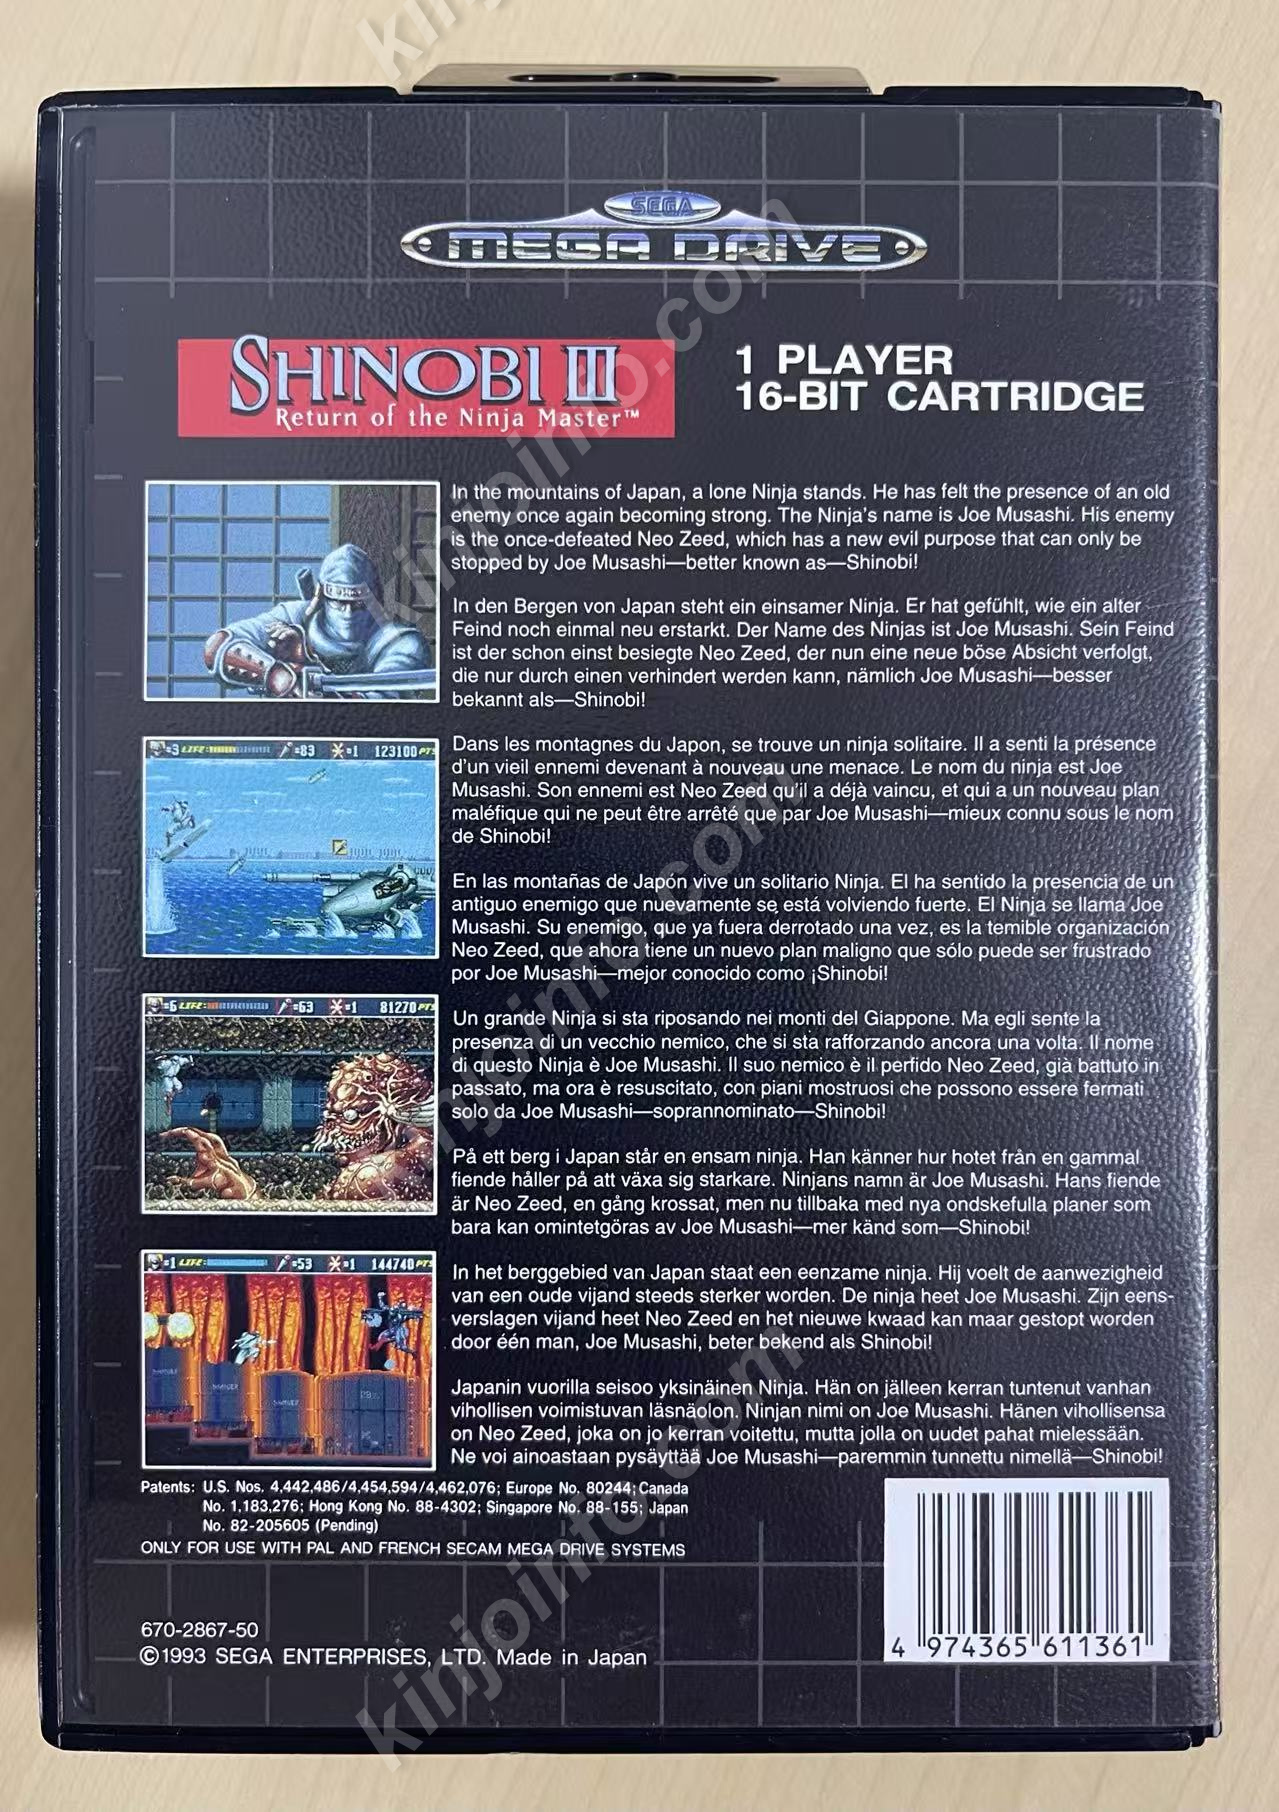 SEGA
MEGA DRIVE
SHINOBI III
Return of the Ninja Master™
1 PLAYER
16-BIT CARTRIDGE
In the mountains of Japan, a lone Ninja stands. He has felt the presence of an old
enemy once again becoming strong. The Ninja's name is Joe Musashi. His enemy
is the once-defeated Neo Zeed, which has a new evil purpose that can only be
stopped by Joe Musashi—better known as—Shinobi!
In den Bergen von Japan steht ein einsamer Ninja. Er hat gefühlt, wie ein alter
Feind noch einmal neu erstarkt. Der Name des Ninjas ist Joe Musashi. Sein Feind
ist der schon einst besiegte Neo Zeed, der nun eine neue böse Absicht verfolgt,
die nur durch einen verhindert werden kann, nämlich Joe Musashi—besser
bekannt als—Shinobi!
=3 LIFE: =83 =1 123100 PTS
Dans les montagnes du Japon, se trouve un ninja solitaire. Il a senti la présence
d'un vieil ennemi devenant à nouveau une menace. Le nom du ninja est Joe
Musashi. Son ennemi est Neo Zeed qu'il a déjà vaincu, et qui a un nouveau plan
maléfique qui ne peut être arrêté que par Joe Musashi—mieux connu sous le nom
de Shinobi!
En las montañas de Japón vive un solitario Ninja. El ha sentido la presencia de un
antiguo enemigo que nuevamente se está volviendo fuerte. El Ninja se llama Joe
Musashi. Su enemigo, que ya fuera derrotado una vez, es la temible organización
Neo Zeed, que ahora tiene un nuevo plan maligno que sólo puede ser frustrado
por Joe Musashi—mejor conocido como ¡Shinobi!
=6 LIFE: =63 =1 81270 PTS
Un grande Ninja si sta riposando nei monti del Giappone. Ma egli sente la
presenza di un vecchio nemico, che si sta rafforzando ancora una volta. Il nome
di questo Ninja è Joe Musashi. Il suo nemico è il perfido Neo Zeed, già battuto in
passato, ma ora è resuscitato, con piani mostruosi che possono essere fermati
solo da Joe Musashi—soprannominato—Shinobi!
På ett berg i Japan står en ensam ninja. Han känner hur hotet från en gammal
fiende håller på att växa sig starkare. Ninjans namn är Joe Musashi. Hans fiende
är Neo Zeed, en gång krossat, men nu tillbaka med nya ondskefulla planer som
bara kan omintetgöras av Joe Musashi—mer känd som—Shinobi!
=1 LIFE: =53 =1 144740 PTS
In het berggebied van Japan staat een eenzame ninja. Hij voelt de aanwezigheid
van een oude vijand steeds sterker worden. De ninja heet Joe Musashi. Zijn eens-
verslagen vijand heet Neo Zeed en het nieuwe kwaad kan maar gestopt worden
door één man, Joe Musashi, beter bekend als Shinobi!
Japanin vuorilla seisoo yksinäinen Ninja. Hän on jälleen kerran tuntenut vanhan
vihollisen voimistuvan läsnäolon. Ninjan nimi on Joe Musashi. Hänen vihollisensa
on Neo Zeed, joka on jo kerran voitettu, mutta jolla on uudet pahat mielessään.
Ne voi ainoastaan pysäyttää Joe Musashi—paremmin tunnettu nimellä—Shinobi!
Patents: U.S. Nos. 4,442,486/4,454,594/4,462,076; Europe No. 80244; Canada
No. 1,183,276; Hong Kong No. 88-4302; Singapore No. 88-155; Japan
No. 82-205605 (Pending)
ONLY FOR USE WITH PAL AND FRENCH SECAM MEGA DRIVE SYSTEMS
670-2867-50
©1993 SEGA ENTERPRISES, LTD. Made in Japan
4 974365 611361
kinjoinfo.com
kinjoinfo.com
kinjoinfo.com